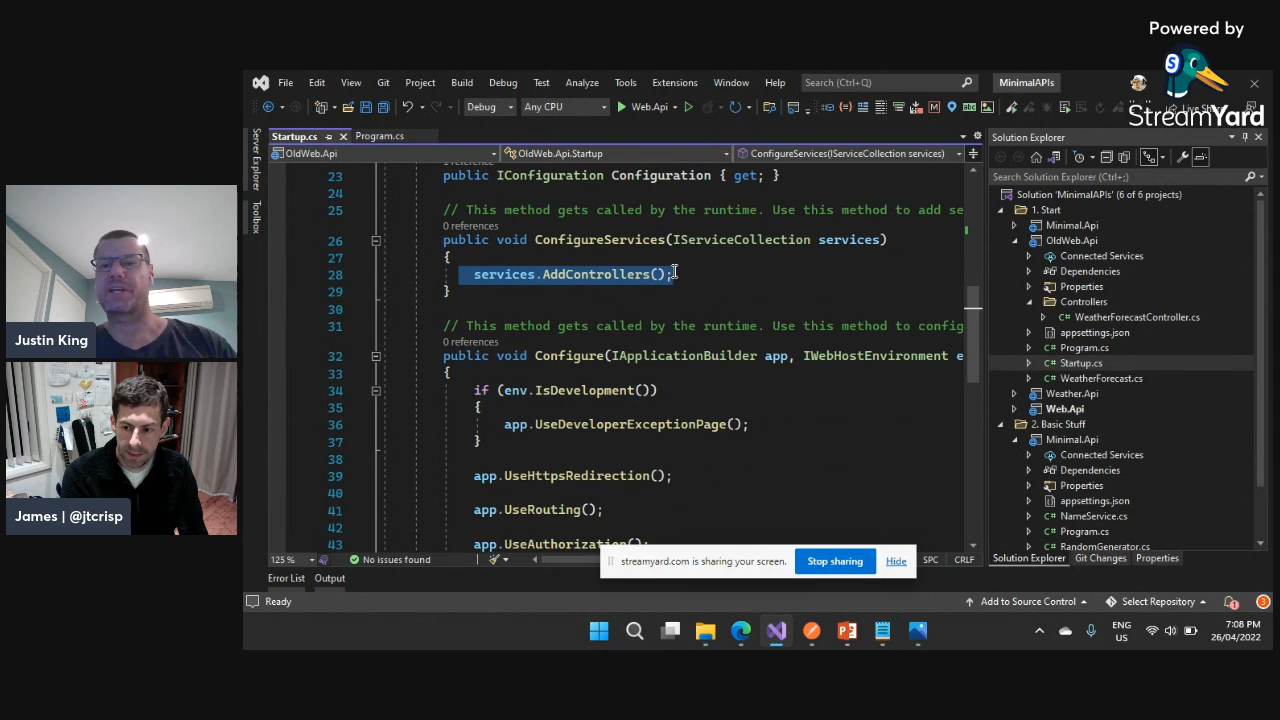 Powered by
StreamYard
File Edit View Git Project Build Debug Test Analyze Tools Extensions Window Help Search (Ctrl+Q) MinimalAPIs
Debug Any CPU Web.Api Live Share
Server Explorer
Toolbox
Startup.cs Program.cs
OldWeb.Api OldWeb.Api.Startup ConfigureServices(IServiceCollection services)
23 public IConfiguration Configuration { get; }
24
25 // This method gets called by the runtime. Use this method to add se
0 references
26 public void ConfigureServices(IServiceCollection services)
27 {
28 services.AddControllers();
29 }
30
31 // This method gets called by the runtime. Use this method to config
0 references
32 public void Configure(IApplicationBuilder app, IWebHostEnvironment e
33 {
34 if (env.IsDevelopment())
35 {
36 app.UseDeveloperExceptionPage();
37 }
38
39 app.UseHttpsRedirection();
40
41 app.UseRouting();
42
43 app.UseAuthorization();
125 % No issues found SPC CRLF
Error List Output
Ready Add to Source Control Select Repository 1 3
Solution Explorer
Search Solution Explorer (Ctrl+;)
Solution 'MinimalAPIs' (6 of 6 projects)
1. Start
Minimal.Api
OldWeb.Api
Connected Services
Dependencies
Properties
Controllers
WeatherForecastController.cs
appsettings.json
Program.cs
Startup.cs
WeatherForecast.cs
Weather.Api
Web.Api
2. Basic Stuff
Minimal.Api
Connected Services
Dependencies
Properties
appsettings.json
NameService.cs
Program.cs
RandomGenerator.cs
Solution Explorer Git Changes Properties
streamyard.com is sharing your screen. Stop sharing Hide
Justin King
James | @jtcrisp
ENG
US
7:08 PM
26/04/2022